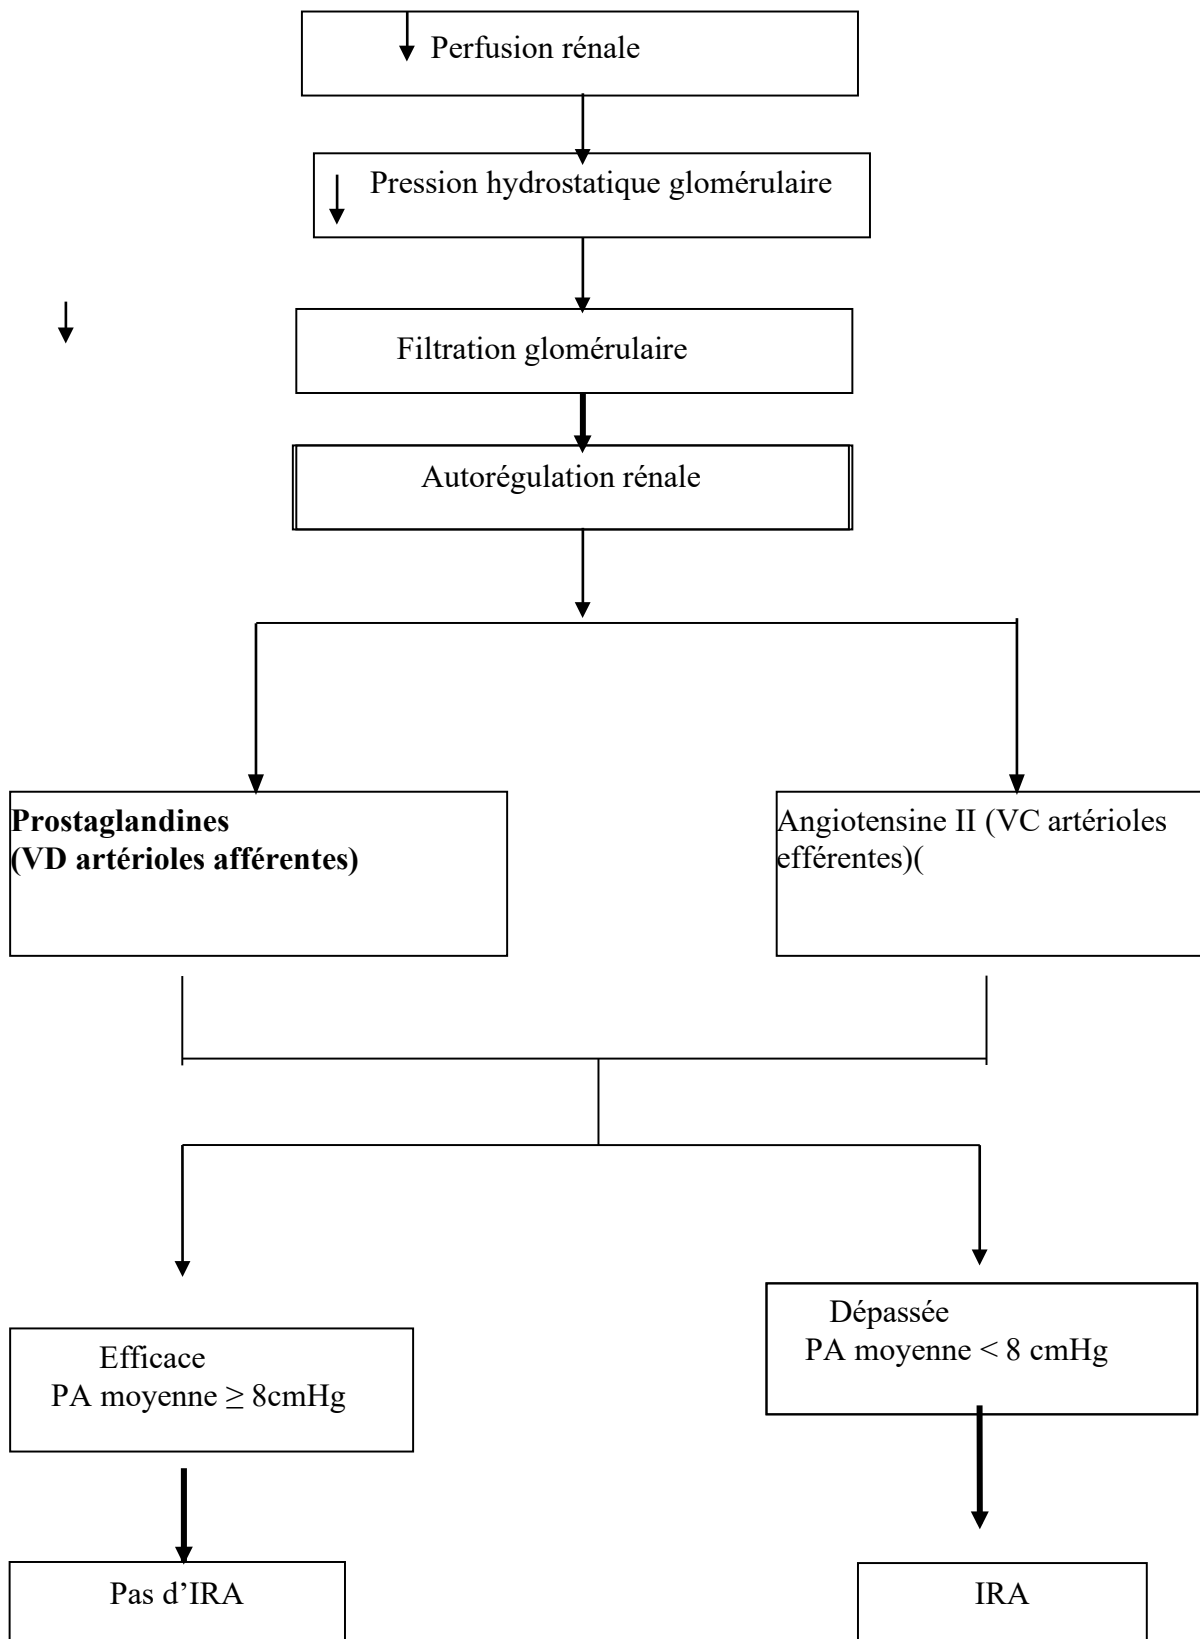 Perfusion rénale
Pression hydrostatique glomérulaire
Filtration glomérulaire
Autorégulation rénale
Prostaglandines
(VD artérioles afférentes)
Angiotensine II (VC artérioles
efférentes)(
Dépassée
PA moyenne < 8 cmHg
Efficace
PA moyenne ≥ 8cmHg
Pas d’IRA
IRA